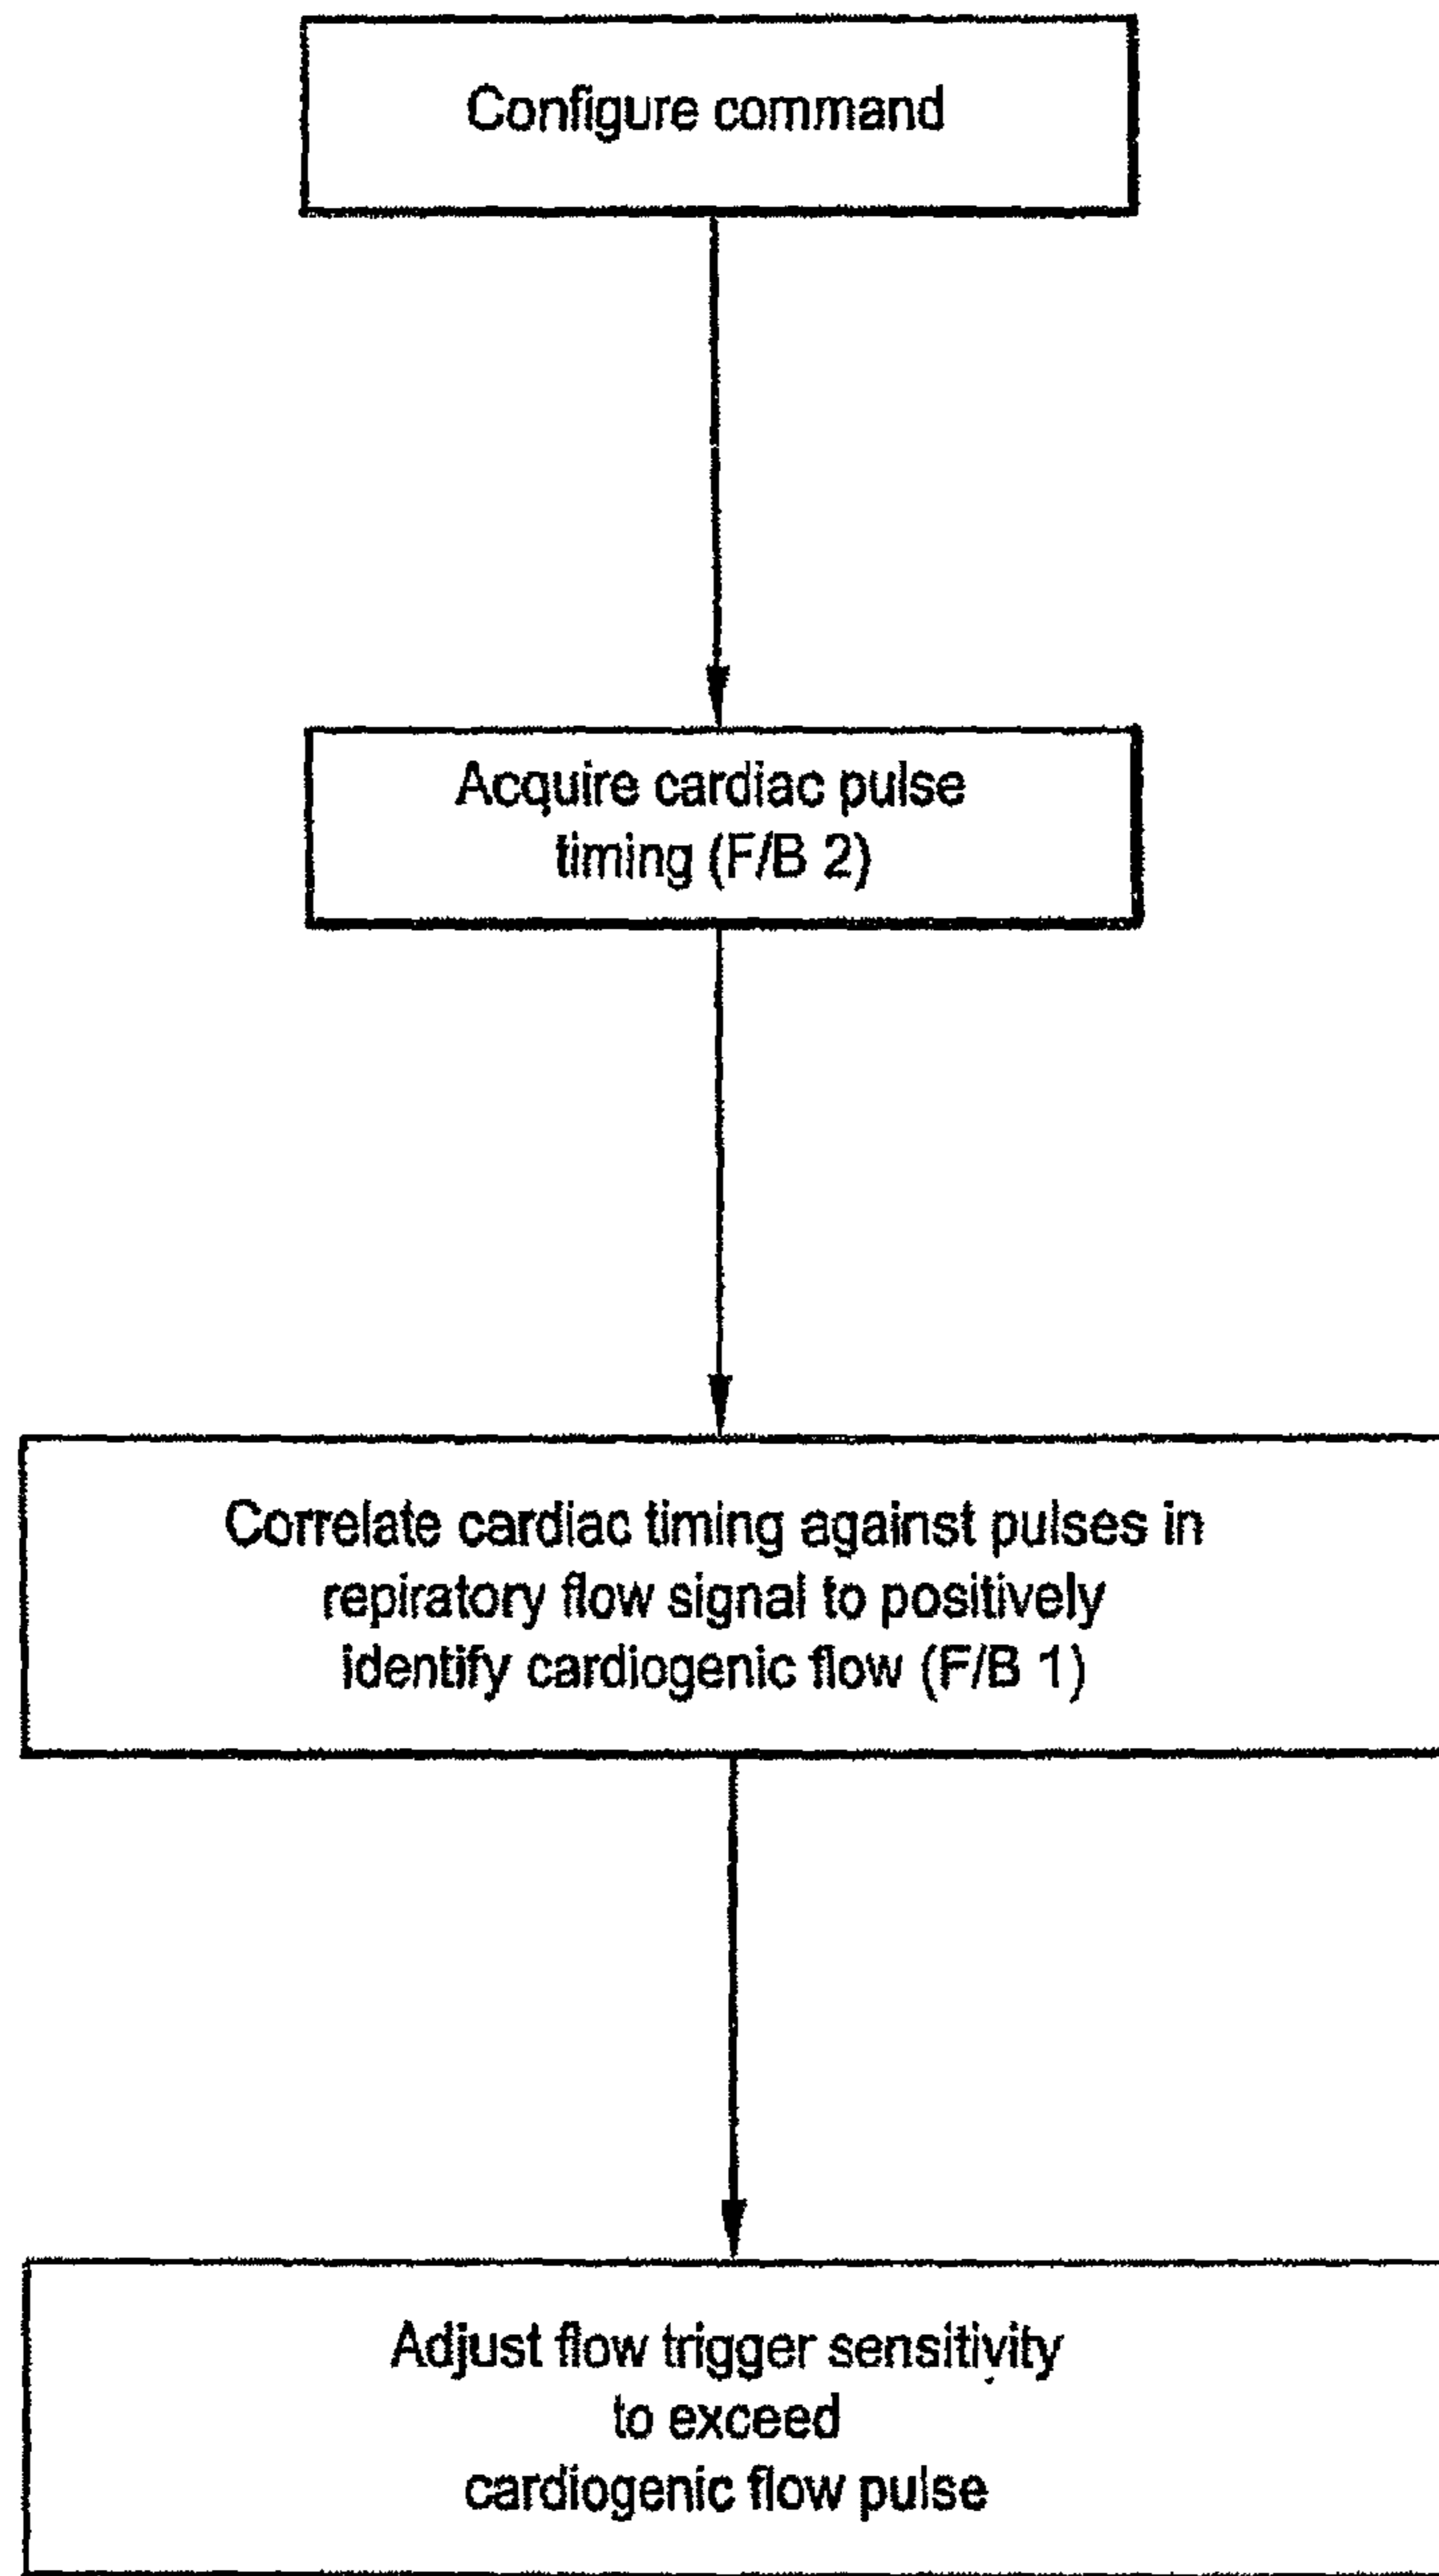 Configure command
Acquire cardiac pulse
timing (F/B 2)
Correlate cardiac timing against pulses in
repiratory flow signal to positively
identify cardiogenic flow (F/B 1)
Adjust flow trigger sensitivity
to exceed
cardiogenic flow pulse